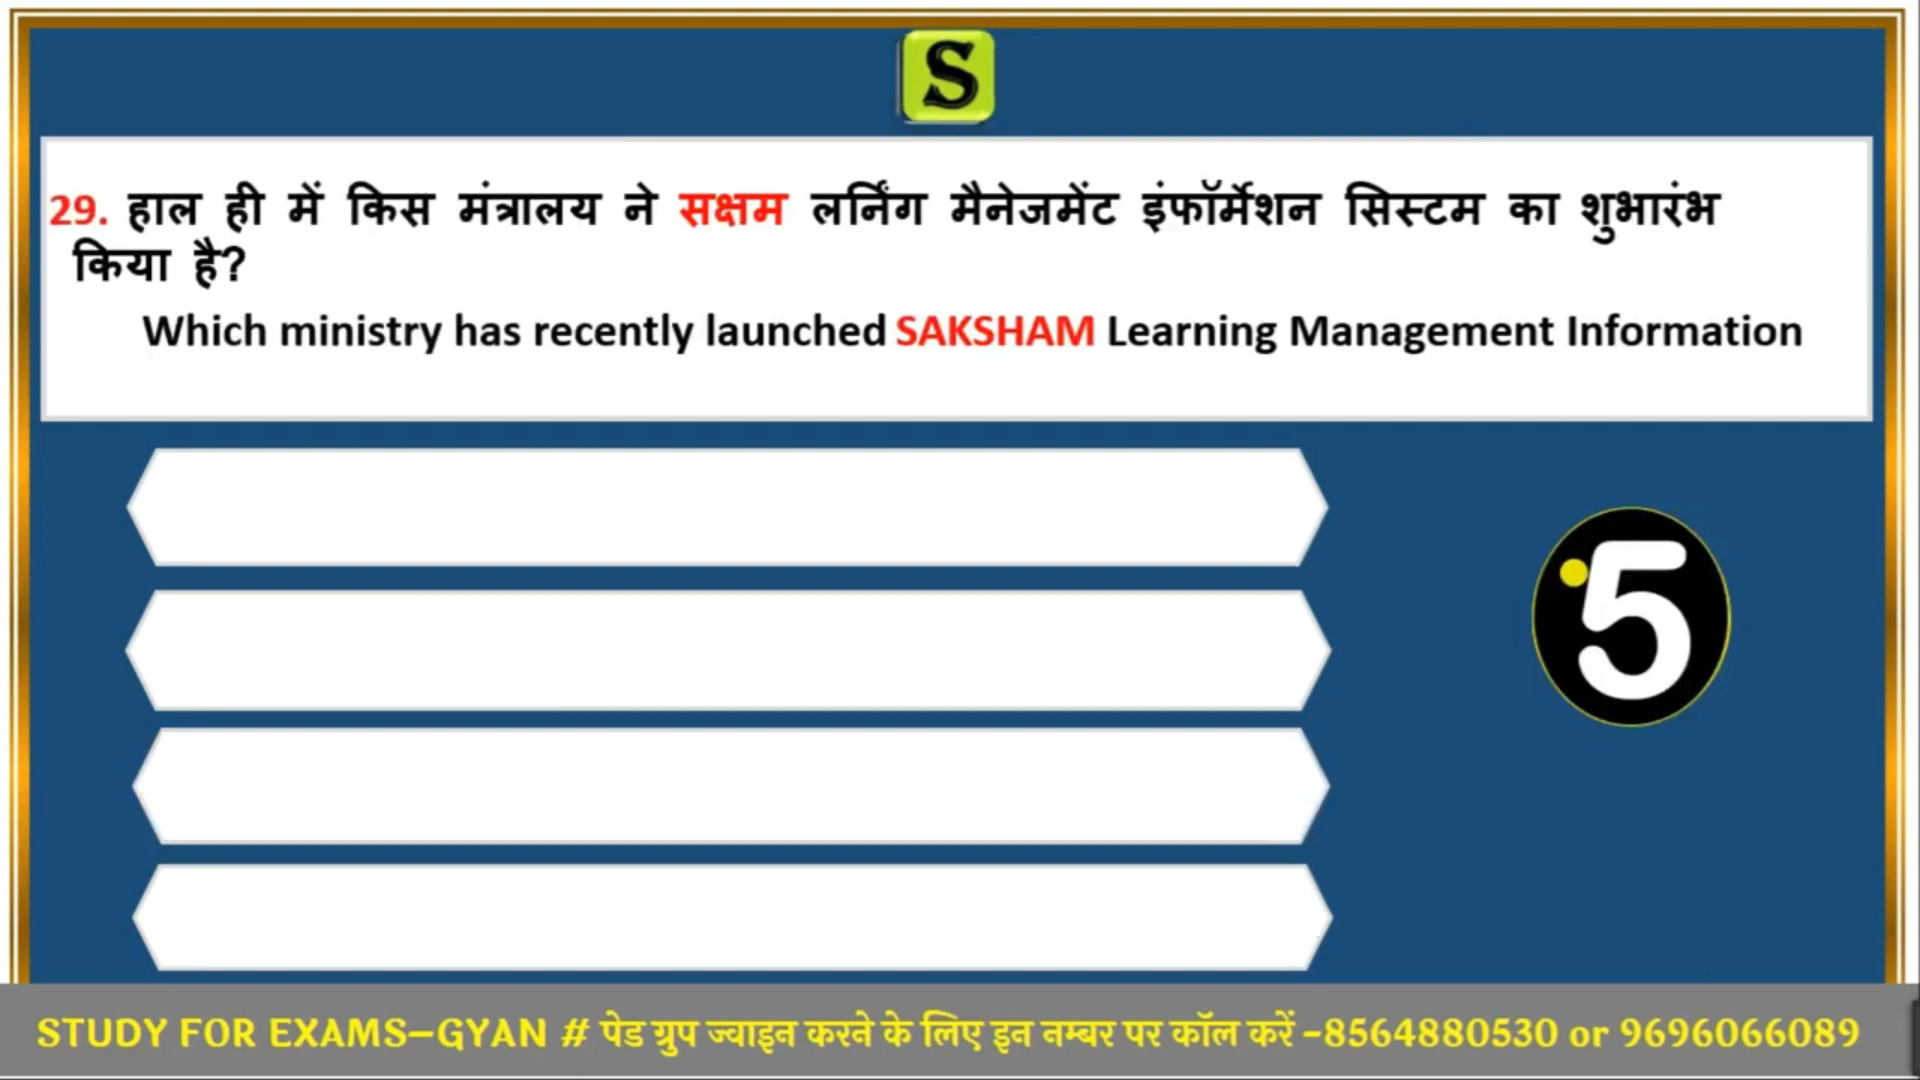 S
29. हाल ही में किस मंत्रालय ने सक्षम लर्निंग मैनेजमेंट इंफॉर्मेशन सिस्टम का शुभारंभ
किया है?
Which ministry has recently launched SAKSHAM Learning Management Information
5
STUDY FOR EXAMS–GYAN # पेड ग्रुप ज्वाइन करने के लिए इन नम्बर पर कॉल करें -8564880530 or 9696066089